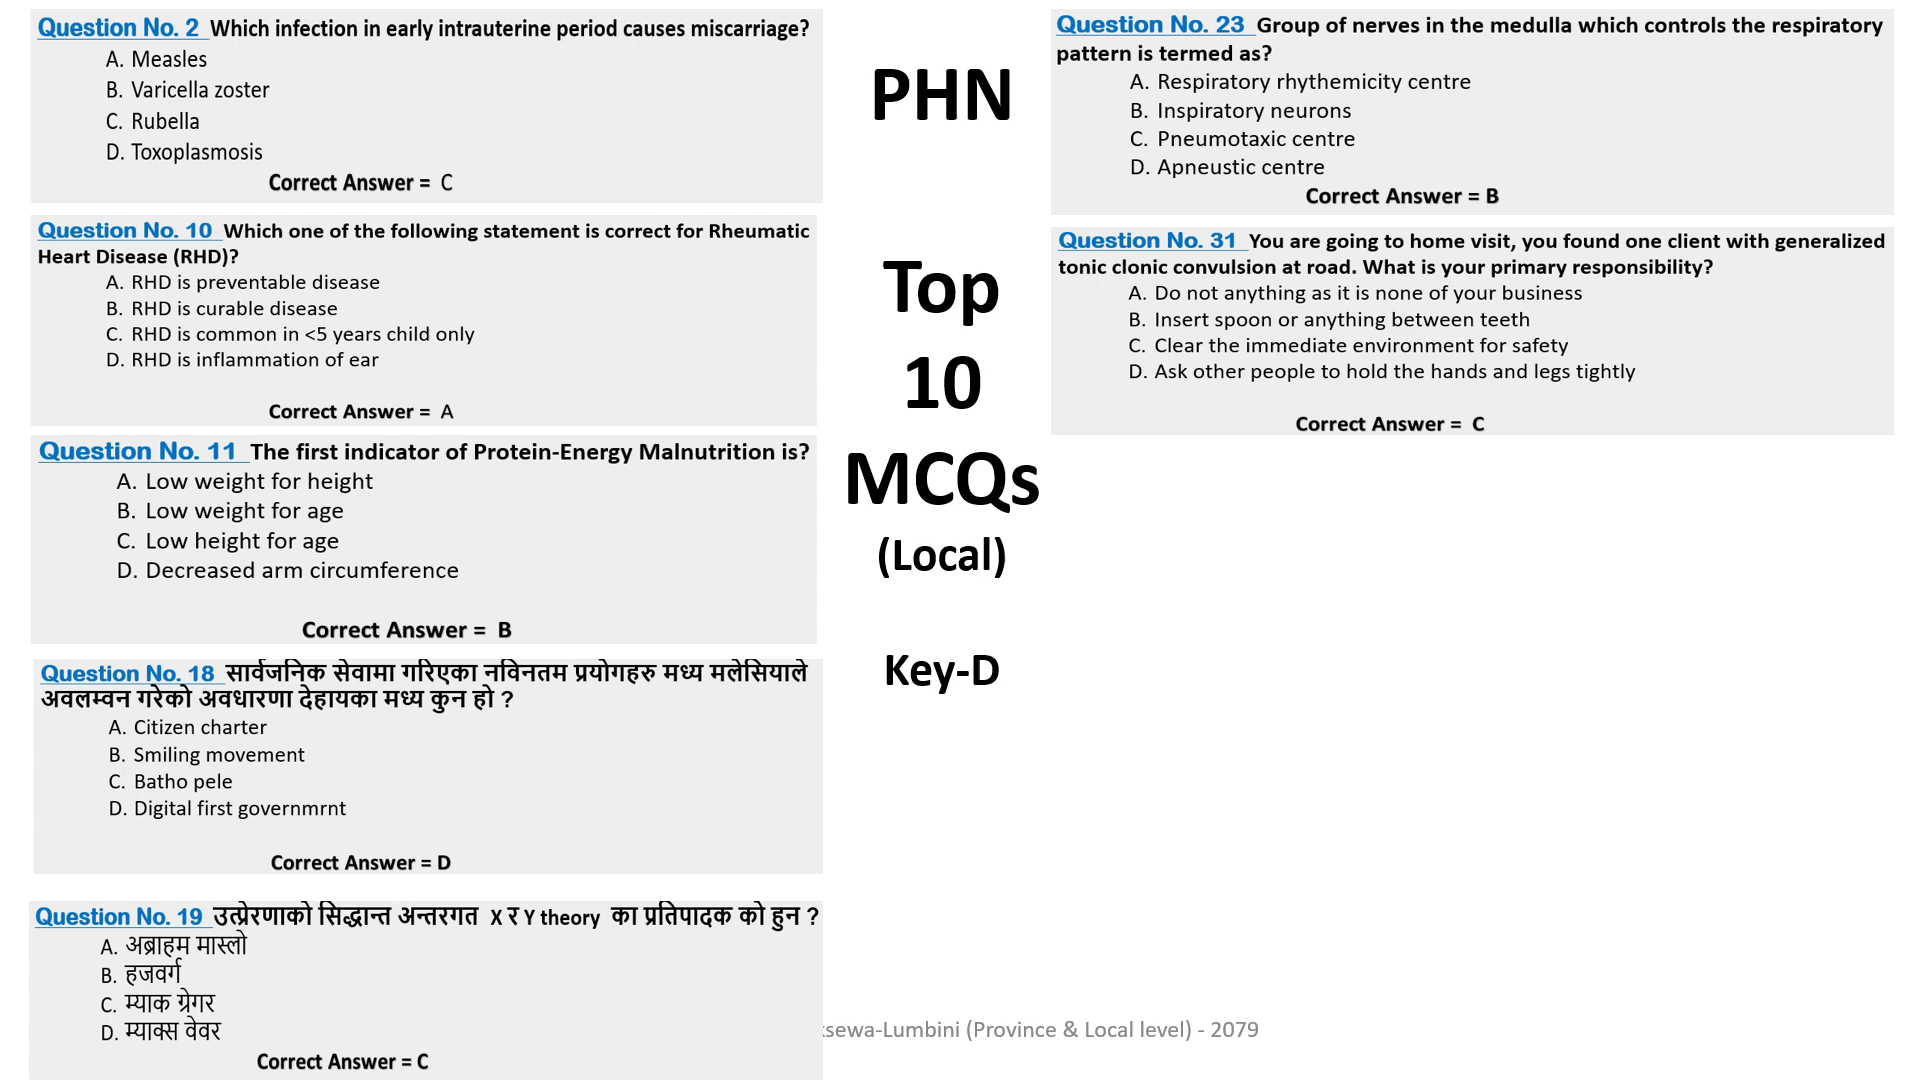 Question No. 2 Which infection in early intrauterine period causes miscarriage?
A. Measles
B. Varicella zoster
C. Rubella
D. Toxoplasmosis
Correct Answer = C
Question No. 10 Which one of the following statement is correct for Rheumatic
Heart Disease (RHD)?
A. RHD is preventable disease
B. RHD is curable disease
C. RHD is common in <5 years child only
D. RHD is inflammation of ear
Correct Answer = A
Question No. 11 The first indicator of Protein-Energy Malnutrition is?
A. Low weight for height
B. Low weight for age
C. Low height for age
D. Decreased arm circumference
Correct Answer = B
Question No. 18 सार्वजनिक सेवामा गरिएका नविनतम प्रयोगहरु मध्य मलेसियाले
अवलम्वन गरेको अवधारणा देहायका मध्य कुन हो ?
A. Citizen charter
B. Smiling movement
C. Batho pele
D. Digital first governmrnt
Correct Answer = D
Question No. 19 उत्प्रेरणाको सिद्धान्त अन्तरगत X र Y theory का प्रतिपादक को हुन ?
A. अब्राहम मास्लो
B. हजवर्ग
C. म्याक ग्रेगर
D. म्याक्स वेवर
Correct Answer = C
PHN
Top
10
MCQs
(Local)
Key-D
Question No. 23 Group of nerves in the medulla which controls the respiratory
pattern is termed as?
A. Respiratory rhythemicity centre
B. Inspiratory neurons
C. Pneumotaxic centre
D. Apneustic centre
Correct Answer = B
Question No. 31 You are going to home visit, you found one client with generalized
tonic clonic convulsion at road. What is your primary responsibility?
A. Do not anything as it is none of your business
B. Insert spoon or anything between teeth
C. Clear the immediate environment for safety
D. Ask other people to hold the hands and legs tightly
Correct Answer = C
ksewa-Lumbini (Province & Local level) - 2079